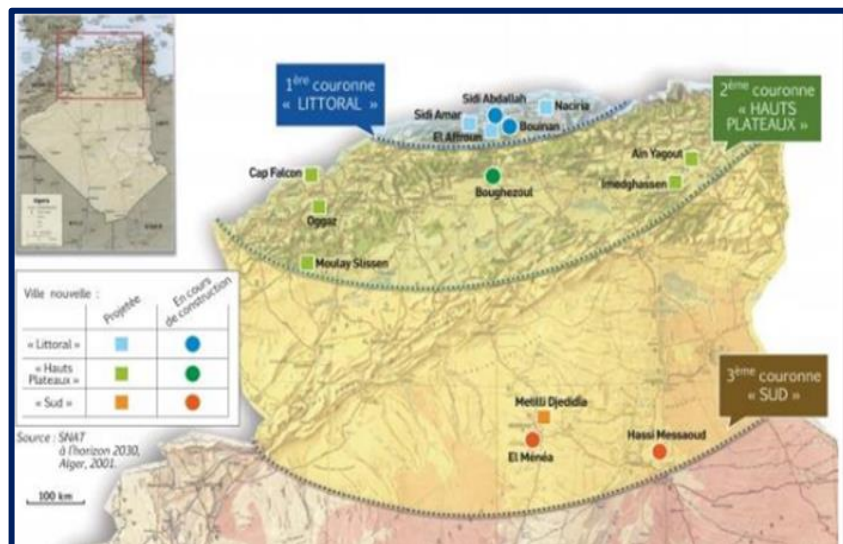 1ère couronne
« LITTORAL »
2ème couronne
« HAUTS
PLATEAUX »
Sidi Abdallah
Naciria
Sidi Amar
El Affroun
Bouinan
Cap Falcon
Ain Yagout
Boughezoul
Imedghassen
Oggaz
Moulay Slissen
Ville nouvelle :
Projetée
En cours
de construction
« Littoral »
« Hauts
Plateaux »
« Sud »
3ème couronne
« SUD »
Metlili Djedidia
Hassi Messaoud
El Ménéa
Source : SNAT
à l'horizon 2030,
Alger, 2001.
100 km